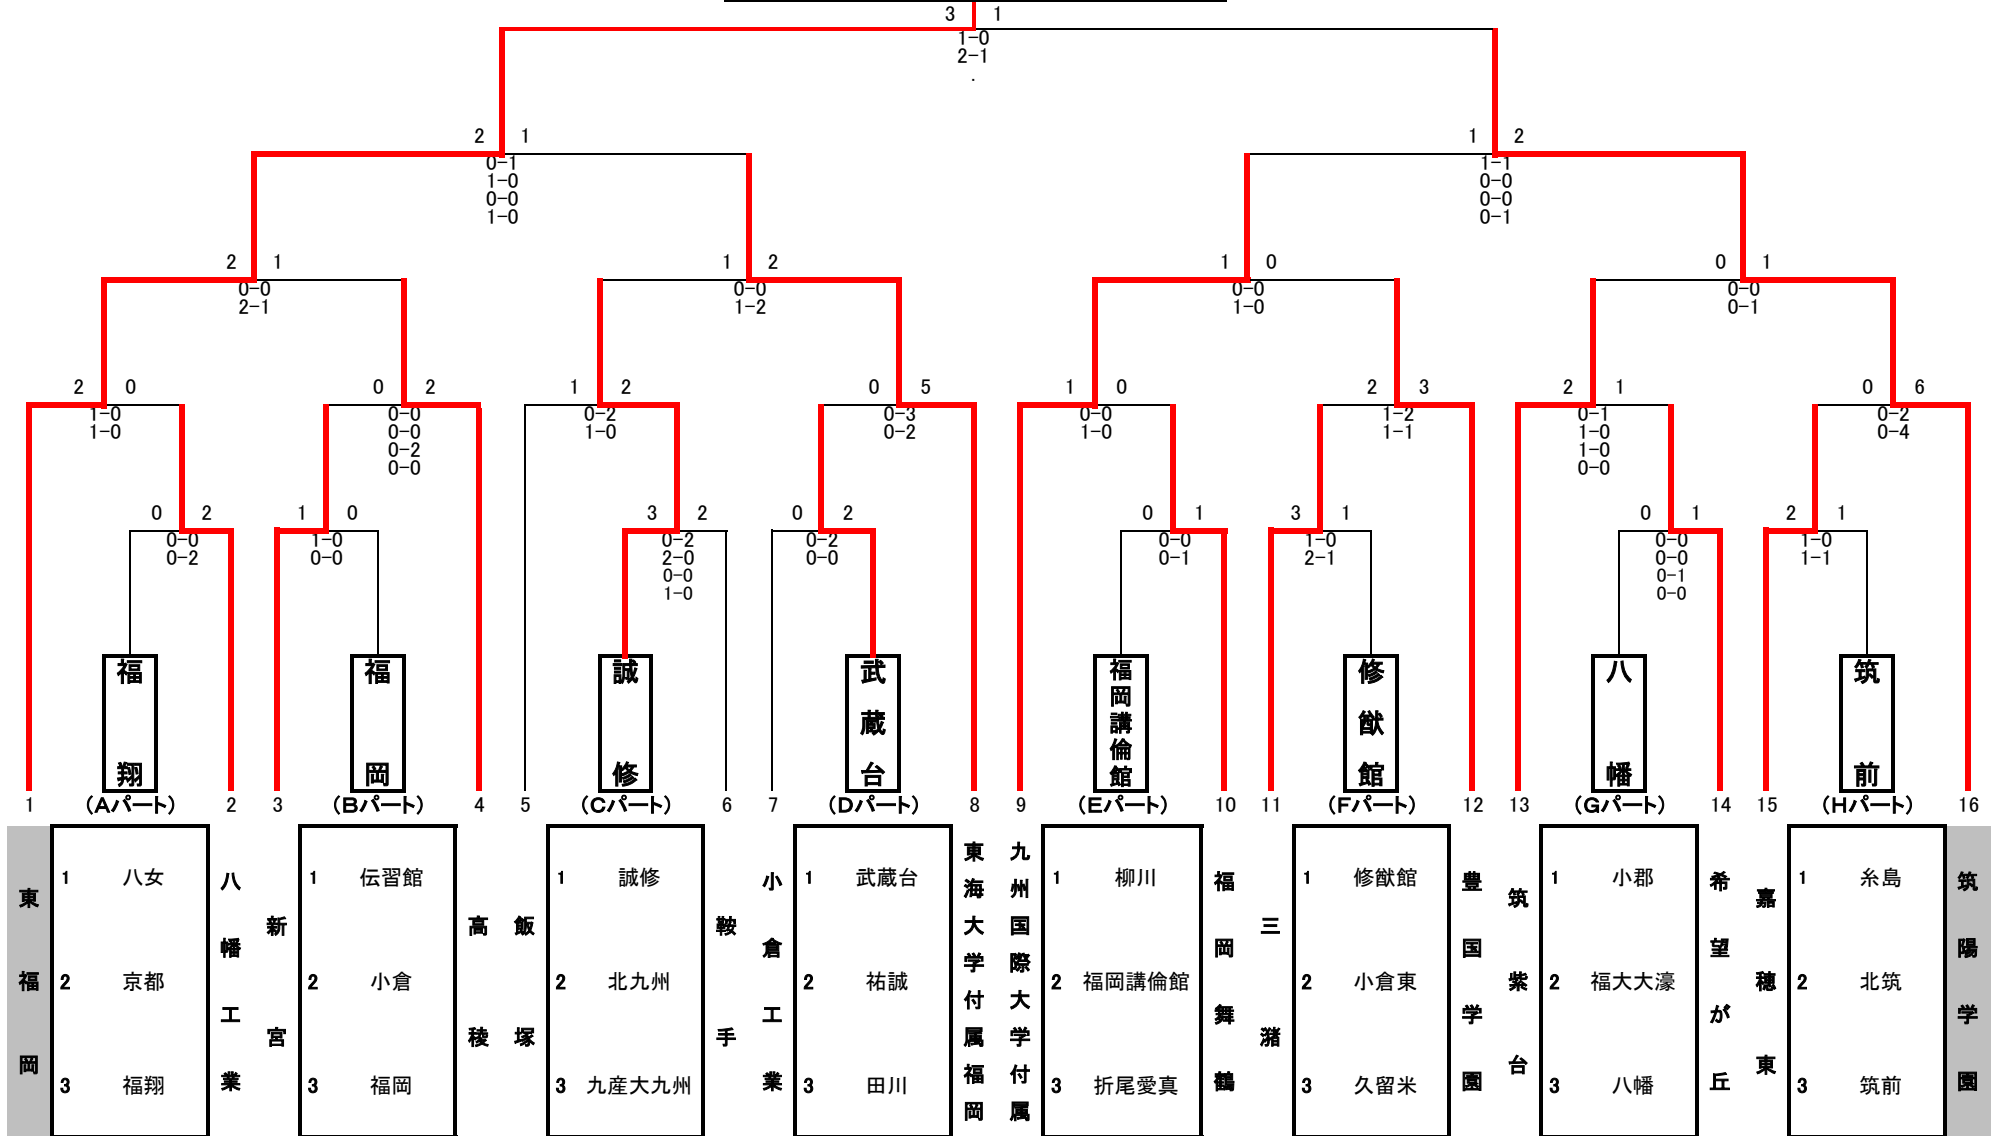 3 1
1-0
2-1
.
2 1
0-1
1-0
0-0
1-0
1 2
1-1
0-0
0-0
0-1
2 1
0-0
2-1
1 2
0-0
1-2
1 0
0-0
1-0
0 1
0-0
0-1
2 0
1-0
1-0
0 2
0-0
0-0
0-2
0-0
1 2
0-2
1-0
0 5
0-3
0-2
1 0
0-0
1-0
2 3
1-2
1-1
2 1
0-1
1-0
1-0
0-0
0 6
0-2
0-4
0 2
0-0
0-2
1 0
1-0
0-0
3 2
0-2
2-0
0-0
1-0
0 2
0-2
0-0
0 1
0-0
0-1
3 1
1-0
2-1
0 1
0-0
0-0
0-1
0-0
2 1
1-0
1-1
福翔
福岡
誠修
武蔵台
福岡講倫館
修猷館
八幡
筑前
1 (Aパート) 2 3 (Bパート) 4 5 (Cパート) 6 7 (Dパート) 8 9 (Eパート) 10 11 (Fパート) 12 13 (Gパート) 14 15 (Hパート) 16
東福岡
1 八女
2 京都
3 福翔
八幡工業
新宮
1 伝習館
2 小倉
3 福岡
高稜
飯塚
1 誠修
2 北九州
3 九産大九州
鞍手
小倉工業
1 武蔵台
2 祐誠
3 田川
東海大学付属福岡
九州国際大学付属
1 柳川
2 福岡講倫館
3 折尾愛真
福岡舞鶴
三潴
1 修猷館
2 小倉東
3 久留米
豊国学園
筑紫台
1 小郡
2 福大大濠
3 八幡
希望が丘
嘉穂東
1 糸島
2 北筑
3 筑前
筑陽学園